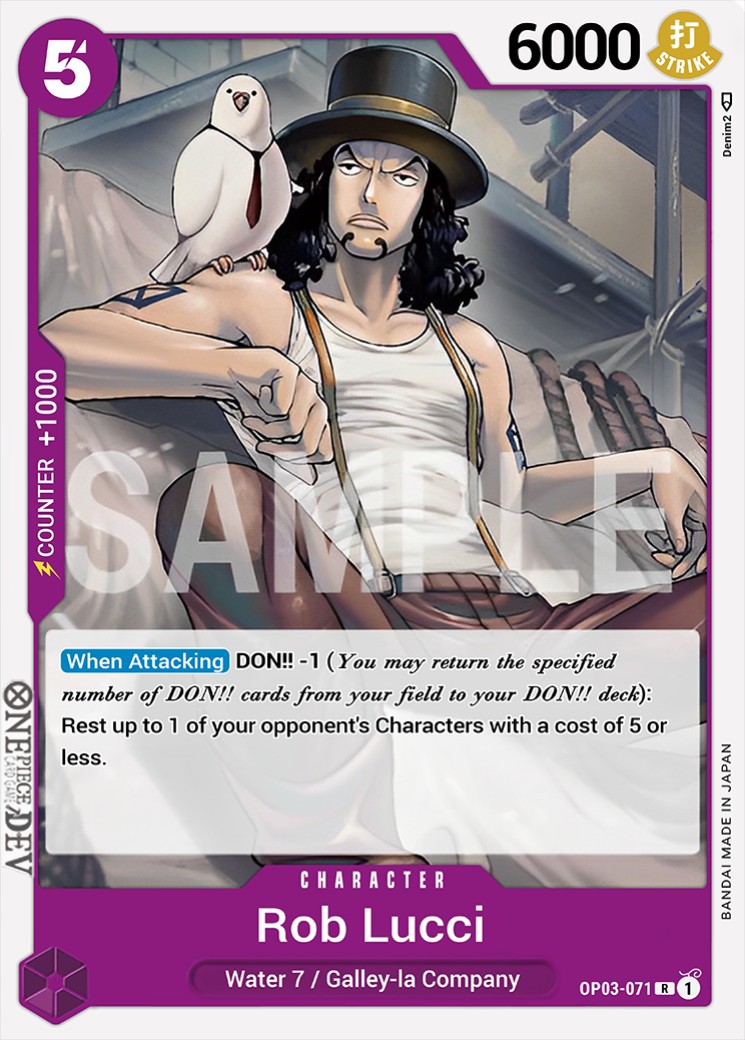 5
6000
打
STRIKE
Denim2
COUNTER +1000
SAMPLE
When Attacking DON!! -1 (You may return the specified
number of DON!! cards from your field to your DON!! deck):
Rest up to 1 of your opponent's Characters with a cost of 5 or
less.
ONE PIECE
CARD GAME
DEV
BANDAI MADE IN JAPAN
CHARACTER
Rob Lucci
Water 7 / Galley-la Company
OP03-071 R 1